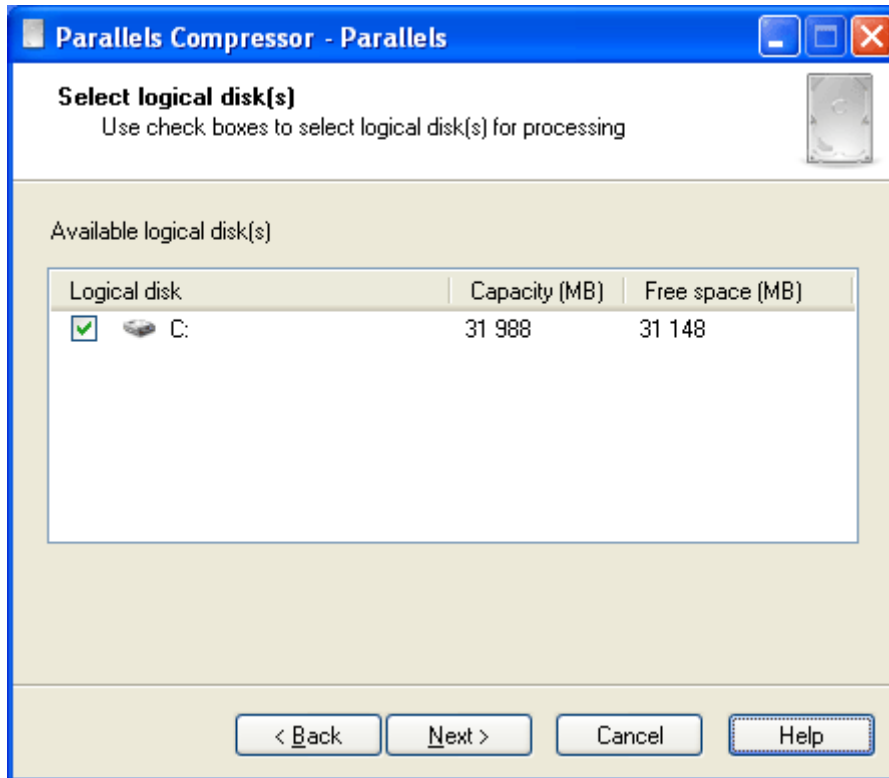 Parallels Compressor - Parallels
Select logical disk(s)
Use check boxes to select logical disk(s) for processing
Available logical disk(s)
Logical disk Capacity (MB) Free space (MB)
C: 31 988 31 148
< Back Next > Cancel Help